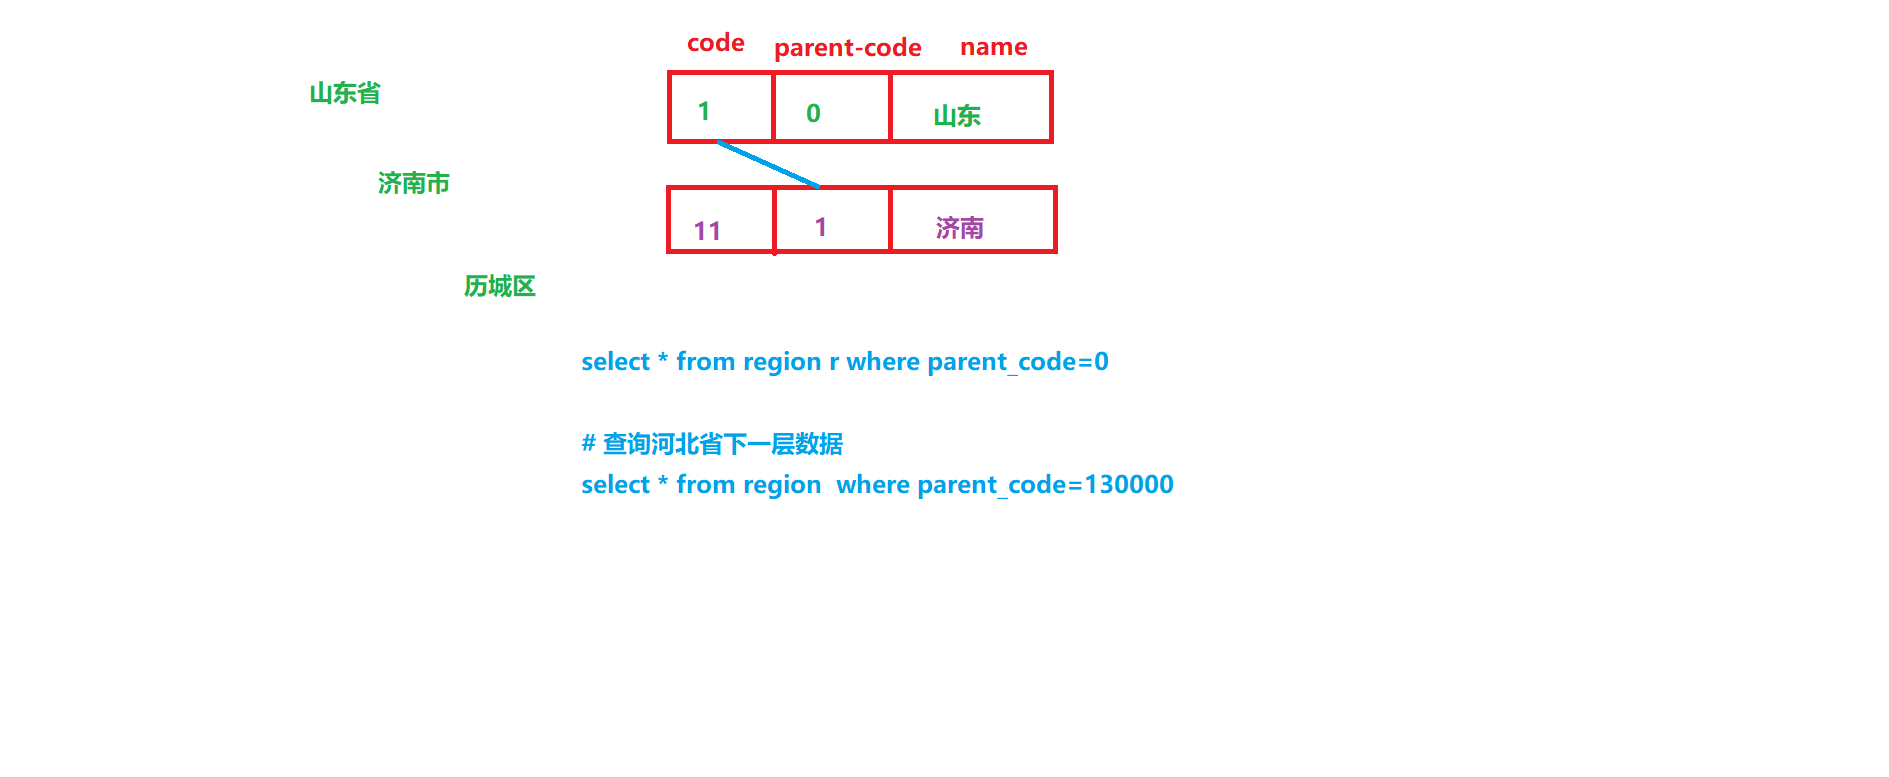 code parent-code name
山东省
1 0 山东
济南市
11 1 济南
历城区
select * from region r where parent_code=0
# 查询河北省下一层数据
select * from region  where parent_code=130000